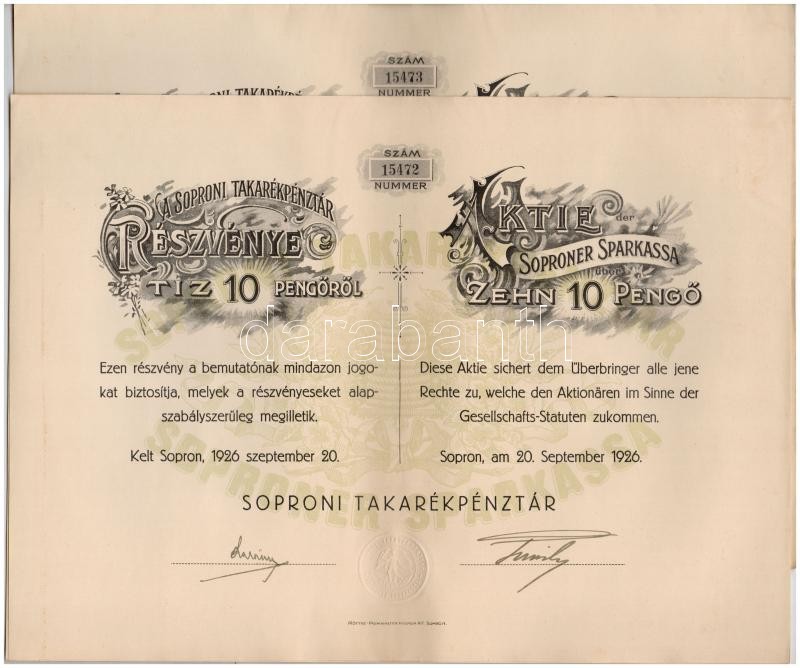 SZÁM
15473
NUMMER
SZÁM
15472
NUMMER
A SOPRONI TAKARÉKPÉNZTÁR
RÉSZVÉNYE
TIZ 10 PENGŐRŐL
Ezen részvény a bemutatónak mindazon jogo-
kat biztosítja, melyek a részvényeseket alap-
szabályszerűleg megilletik.
Kelt Sopron, 1926 szeptember 20.
AKTIE der
SOPRONER SPARKASSA
über
ZEHN 10 PENGŐ
Diese Aktie sichert dem Überbringer alle jene
Rechte zu, welche den Aktionären im Sinne der
Gesellschafts-Statuten zukommen.
Sopron, am 20. September 1926.
SOPRONI TAKARÉKPÉNZTÁR
SOPRONER SPARKASSA
darabanth